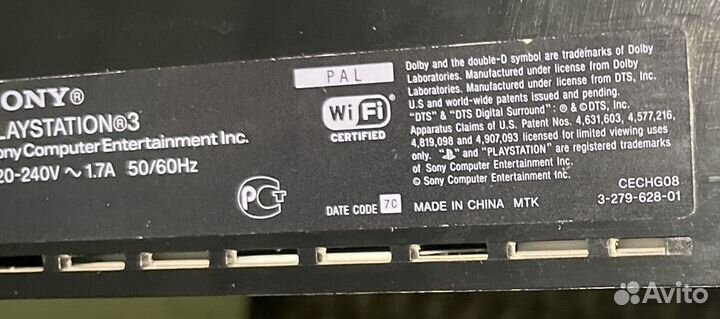 PAL
SONY®
PLAYSTATION®3
Sony Computer Entertainment Inc.
220-240V ~ 1.7A 50/60Hz
Wi Fi®
CERTIFIED
PCT
DATE CODE 7C
MADE IN CHINA MTK
Dolby and the double-D symbol are trademarks of Dolby
Laboratories. Manufactured under license from Dolby
Laboratories. Manufactured under license from DTS, Inc.
U.S and world-wide patents issued and pending.
"DTS" & "DTS Digital Surround" : ® & ©DTS, Inc.
Apparatus Claims of U.S. Patent Nos. 4,631,603, 4,577,216,
4,819,098 and 4,907,093 licensed for limited viewing uses
only. "PS" and "PLAYSTATION" are registered trademarks
of Sony Computer Entertainment Inc.
© Sony Computer Entertainment Inc.
CECHG08
3-279-628-01
Avito